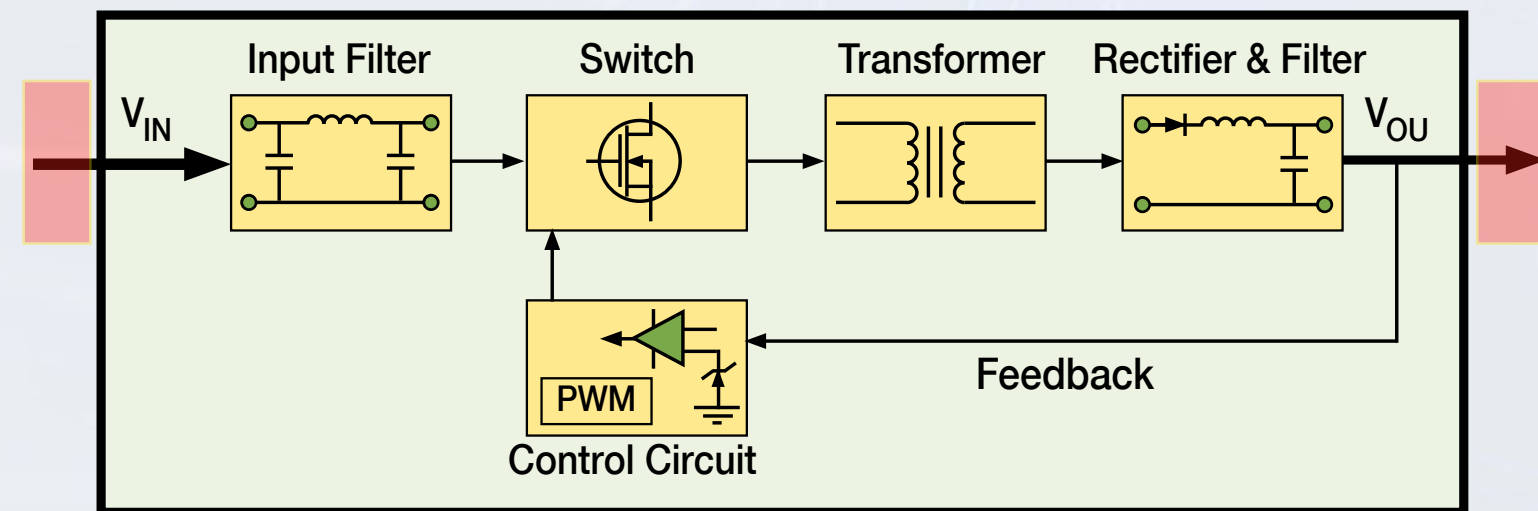 Input Filter
Switch
Transformer
Rectifier & Filter
VIN
VOU
PWM
Feedback
Control Circuit